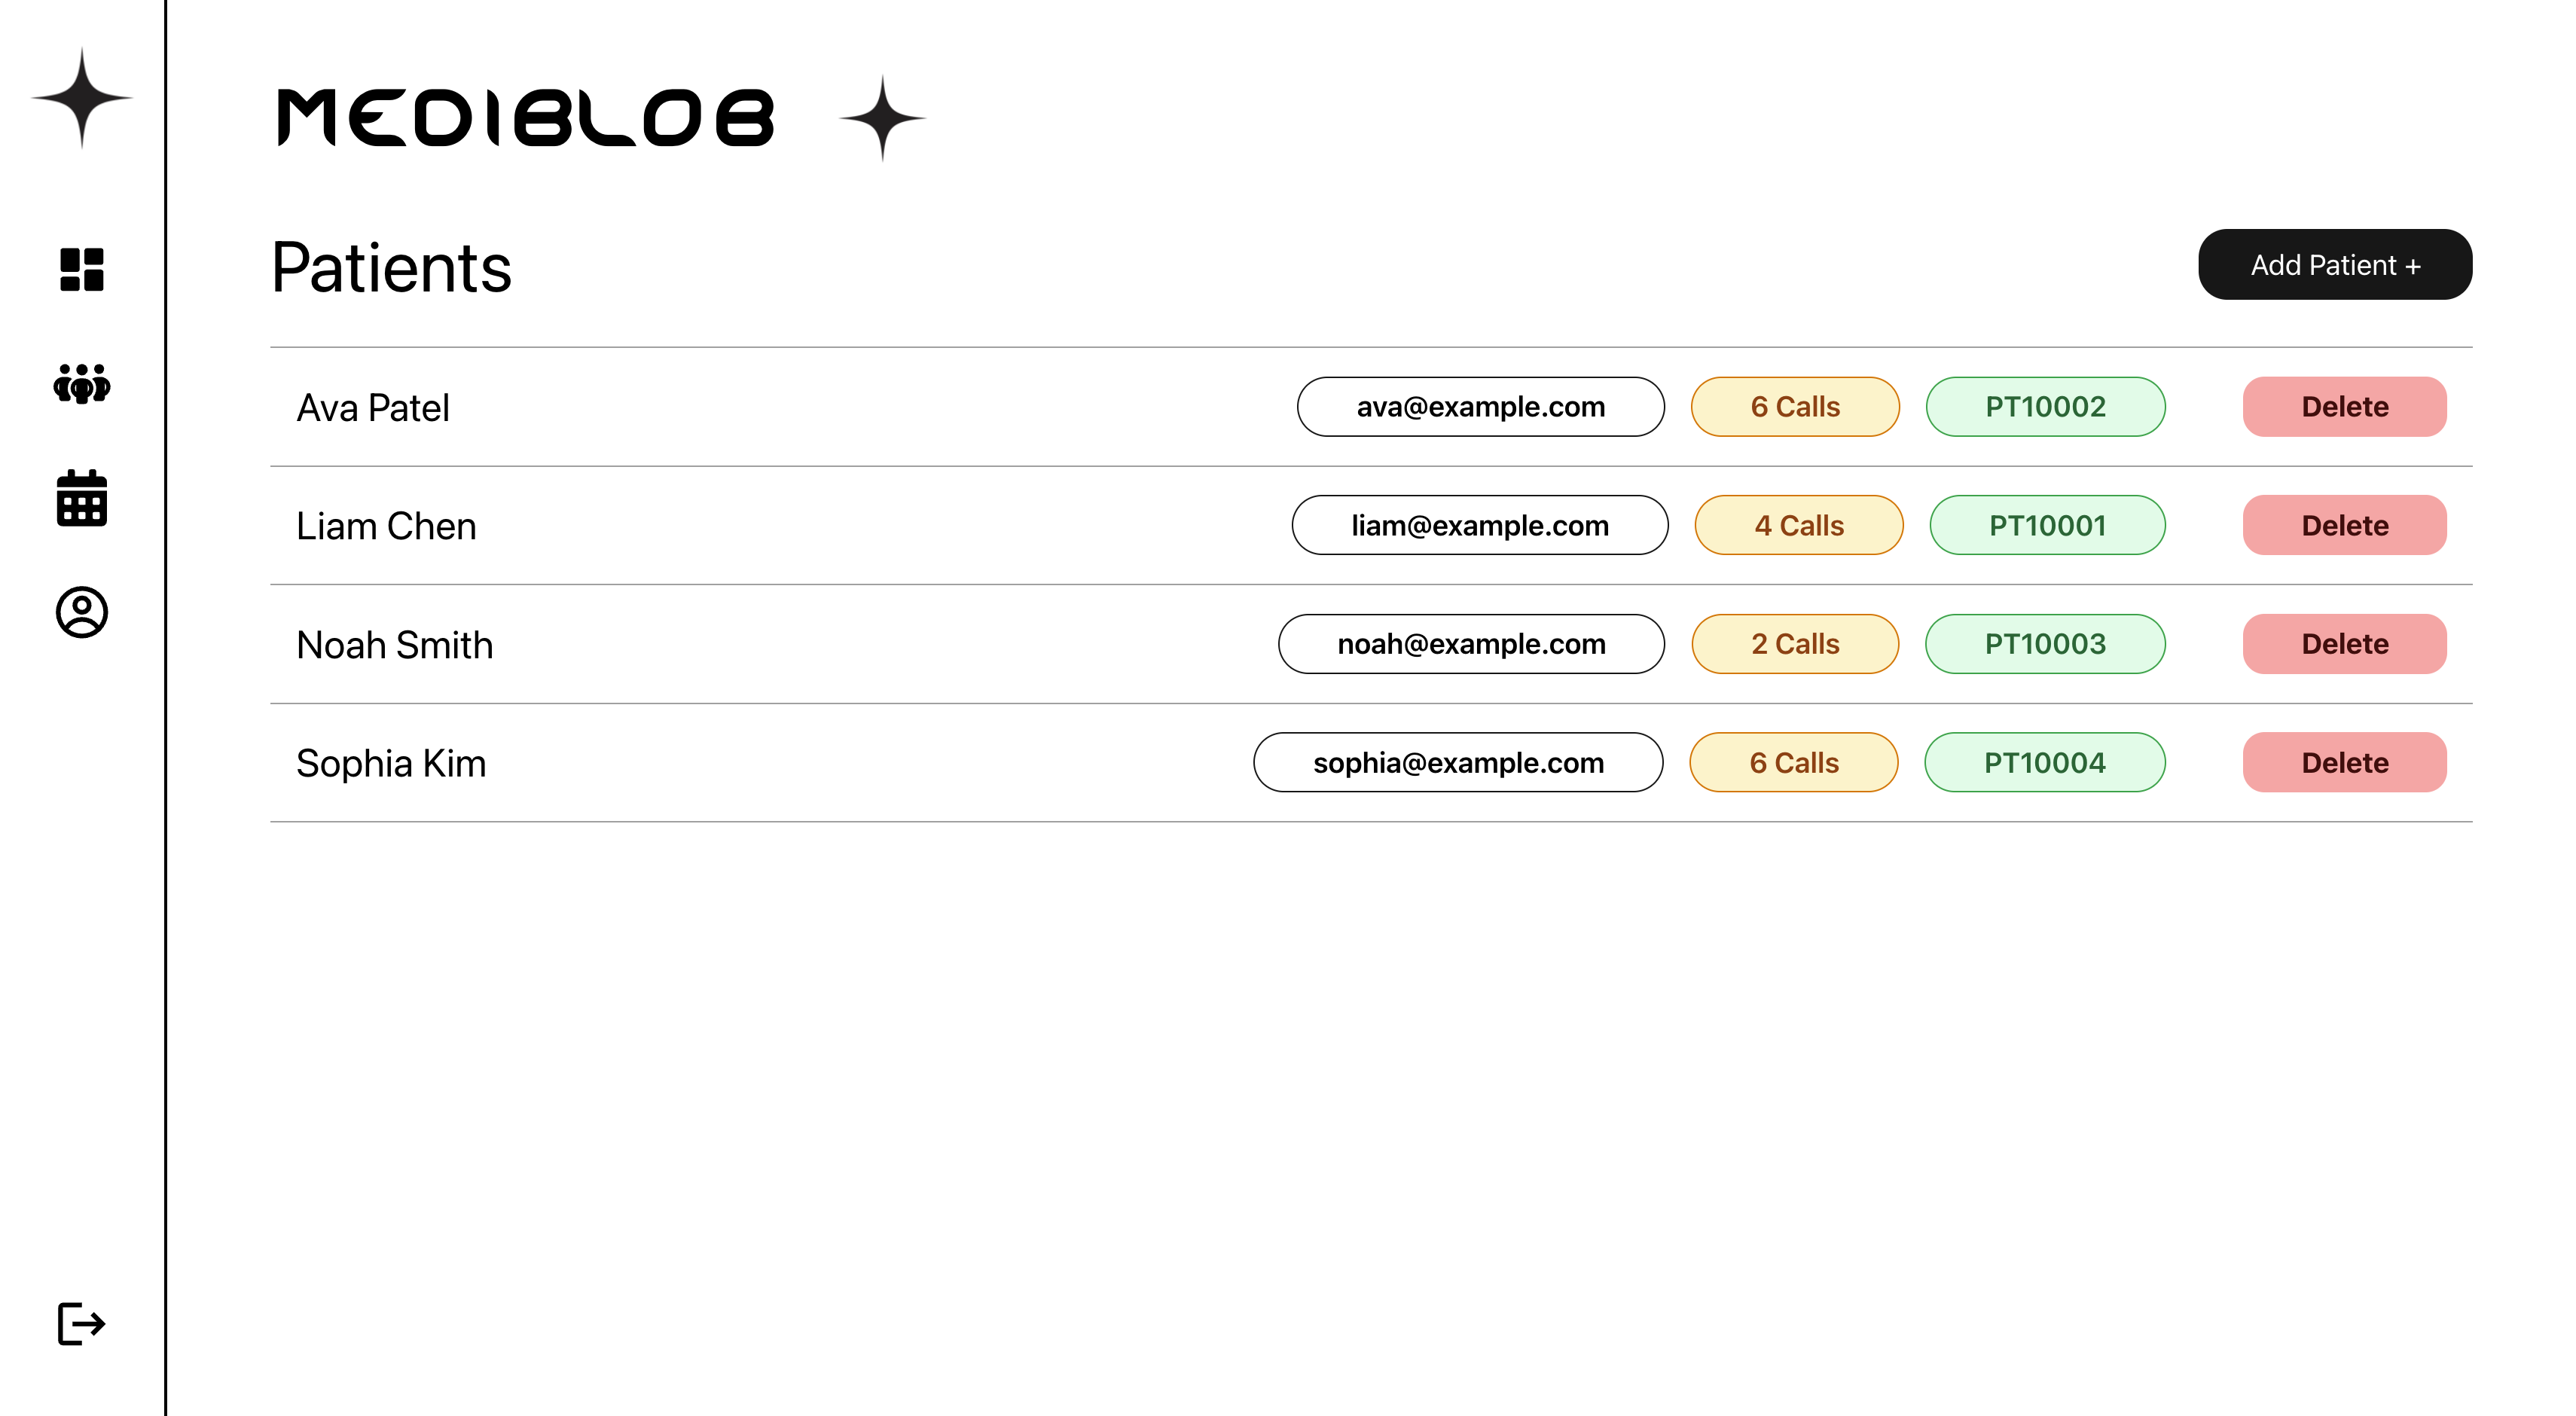 MEDIBLOB
Patients
Add Patient +
Ava Patel ava@example.com 6 Calls PT10002 Delete
Liam Chen liam@example.com 4 Calls PT10001 Delete
Noah Smith noah@example.com 2 Calls PT10003 Delete
Sophia Kim sophia@example.com 6 Calls PT10004 Delete